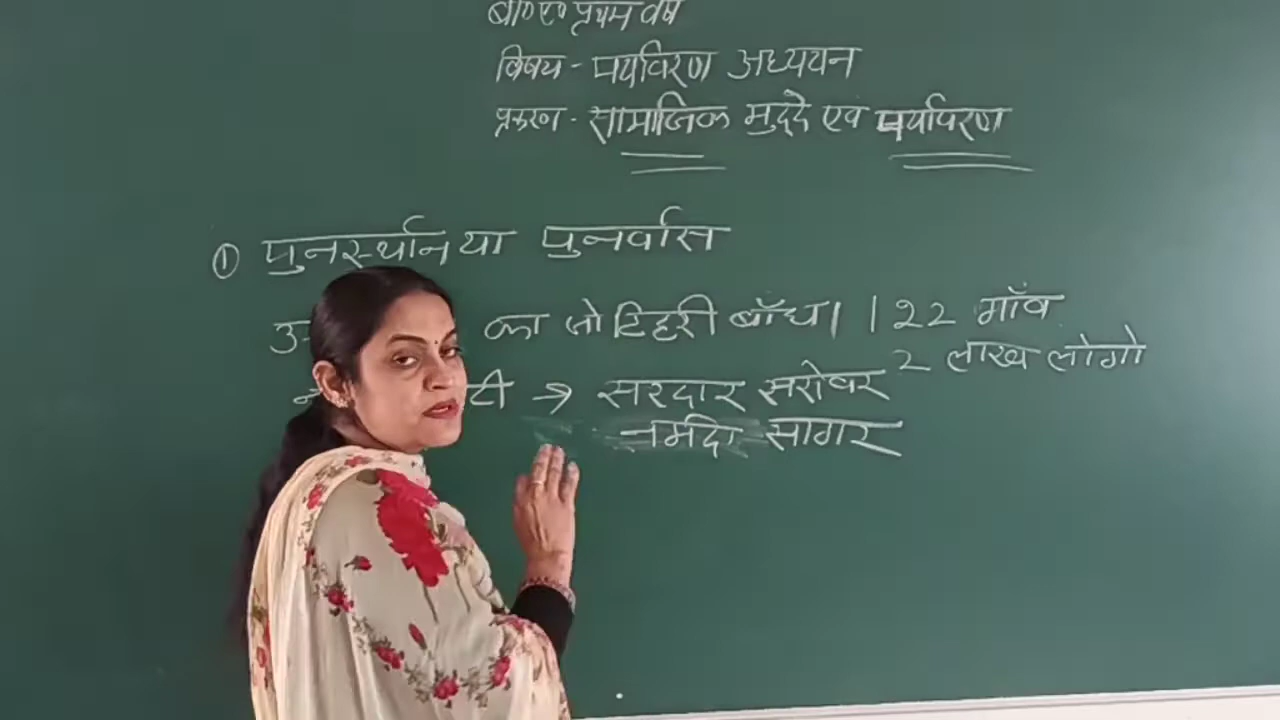 बी०ए० प्रथम वर्ष
विषय - पर्यावरण अध्ययन
प्रकरण - सामाजिक मुद्दे एवं पर्यावरण
① पुनर्स्थान या पुनर्वास
का जो टिहरी बाँध। | 22 गाँव
2 लाख लोगो
टी → सरदार सरोवर
नर्मदा सागर